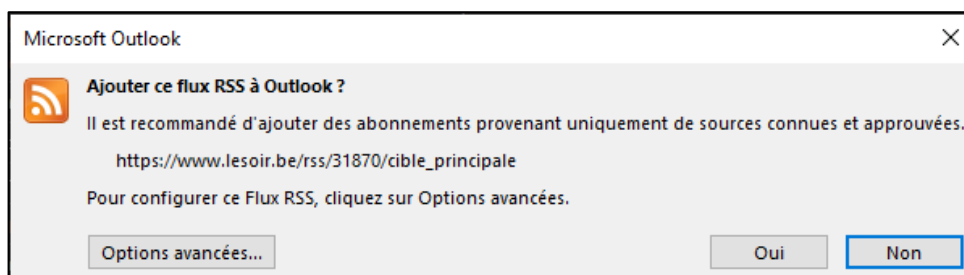 Microsoft Outlook
Ajouter ce flux RSS à Outlook ?
Il est recommandé d'ajouter des abonnements provenant uniquement de sources connues et approuvées.
https://www.lesoir.be/rss/31870/cible_principale
Pour configurer ce Flux RSS, cliquez sur Options avancées.
Options avancées... Oui Non